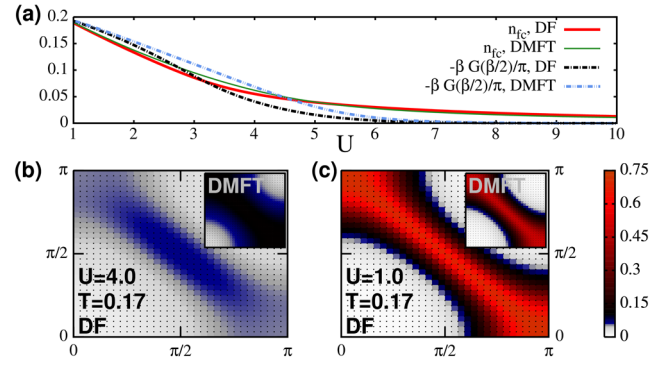 (a)
0.2
0.15
0.1
0.05
0
n_fc, DF
n_fc, DMFT
-β G(β/2)/π, DF
-β G(β/2)/π, DMFT
1 2 3 4 5 6 7 8 9 10
U
(b) π DMFT
π/2
0
U=4.0
T=0.17
DF
0 π/2 π
(c) DMFT π
π/2
0
U=1.0
T=0.17
DF
0 π/2 π
0.75
0.6
0.45
0.3
0.15
0